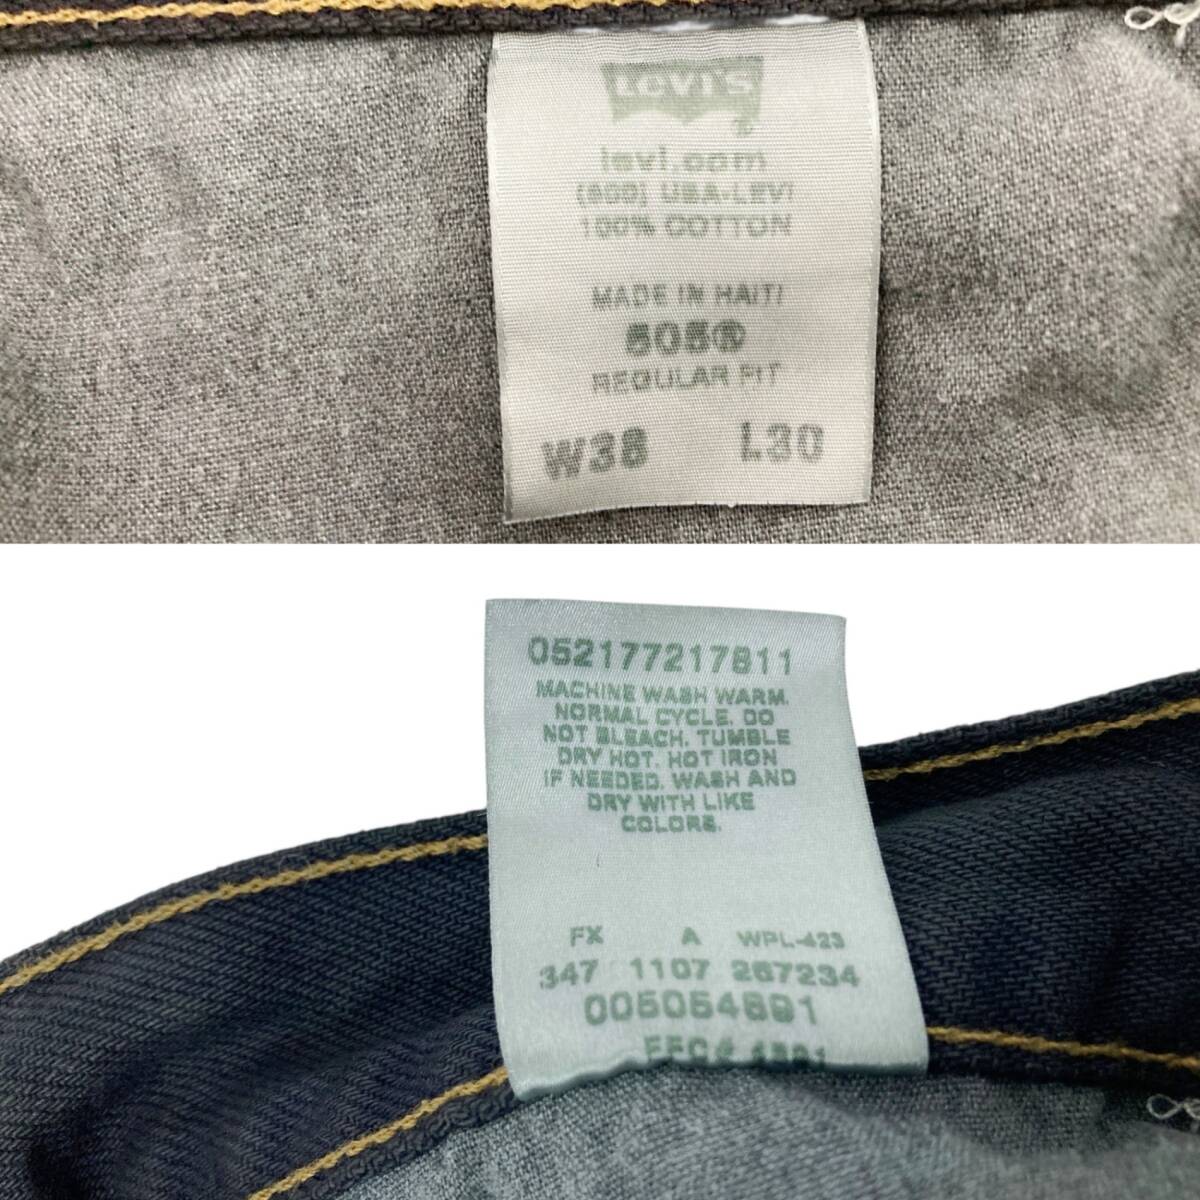 Levi's
®
levi.com
(800) USA-LEVI
100% COTTON
MADE IN HAITI
505®
REGULAR FIT
W38 L30
052177217811
MACHINE WASH WARM.
NORMAL CYCLE. DO
NOT BLEACH. TUMBLE
DRY HOT. HOT IRON
IF NEEDED. WASH AND
DRY WITH LIKE
COLORS.
FX A WPL-423
347 1107 267234
005054891